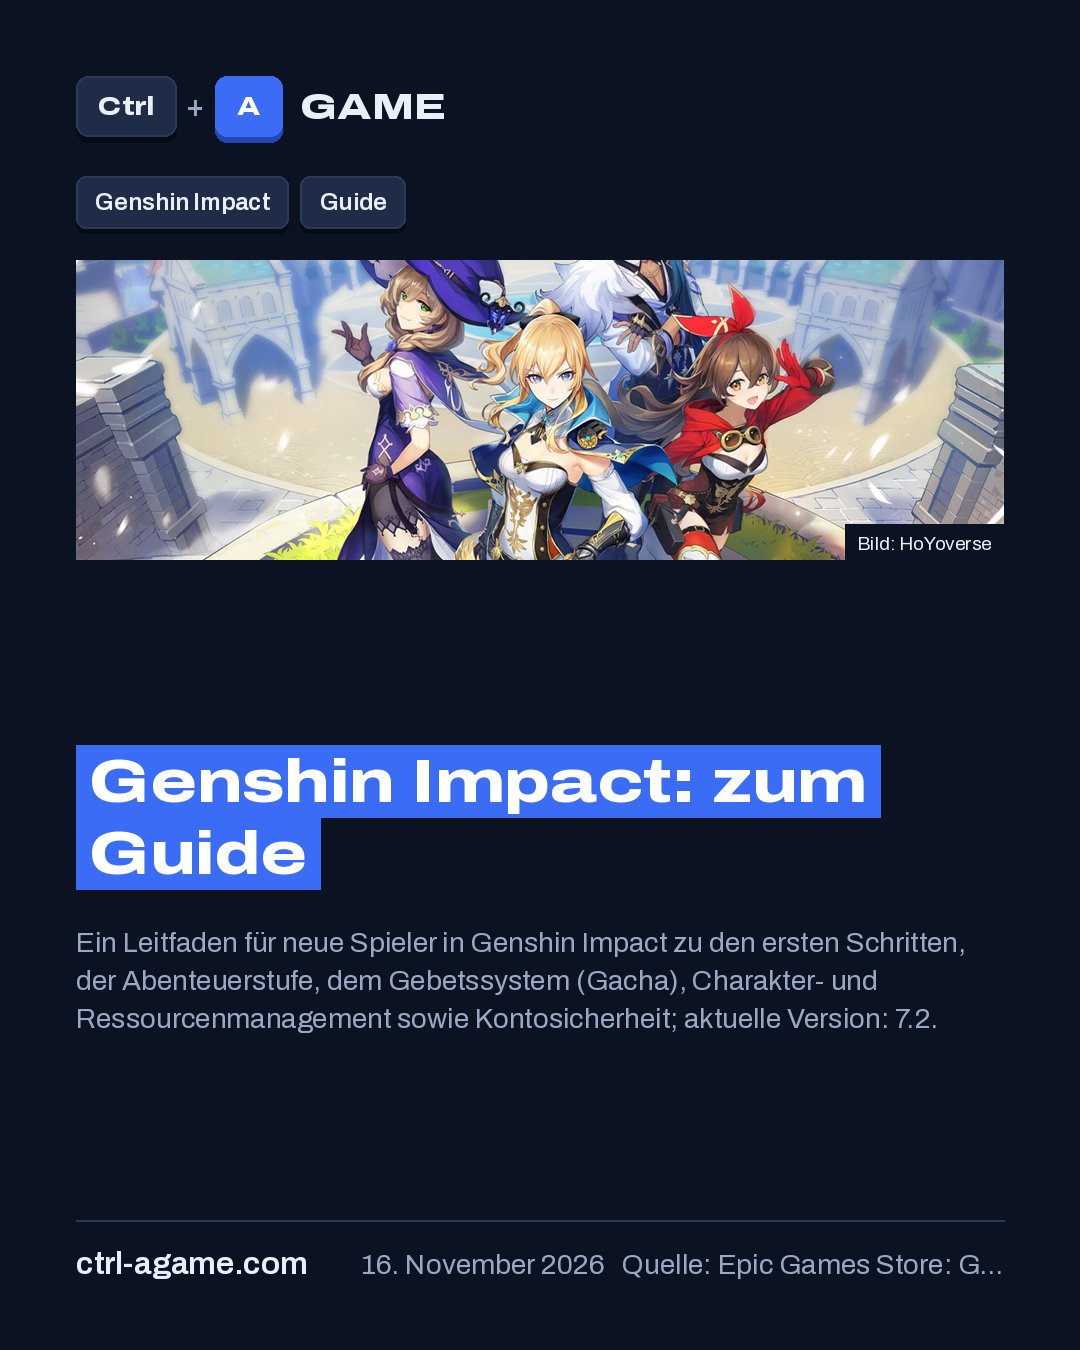 Ctrl + A GAME
Genshin Impact Guide
Bild: HoYoverse
Genshin Impact: zum
Guide
Ein Leitfaden für neue Spieler in Genshin Impact zu den ersten Schritten,
der Abenteuerstufe, dem Gebetssystem (Gacha), Charakter- und
Ressourcenmanagement sowie Kontosicherheit; aktuelle Version: 7.2.
ctrl-agame.com 16. November 2026 Quelle: Epic Games Store: G...